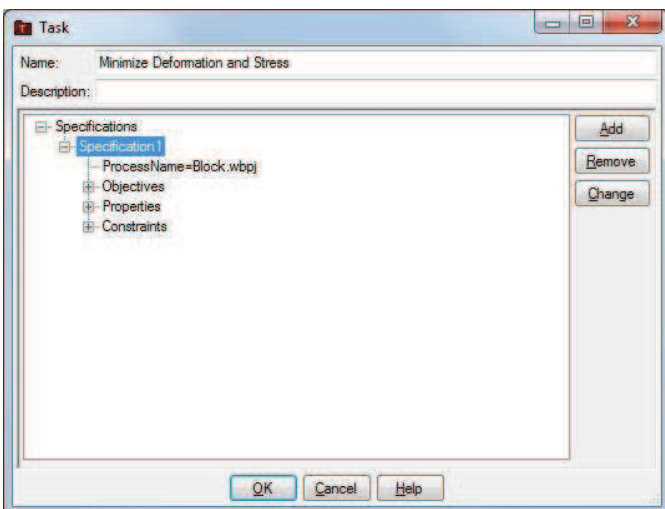 Task
Name: Minimize Deformation and Stress
Description:
Specifications
Specification1
ProcessName=Block.wbpj
Objectives
Properties
Constraints
Add
Remove
Change
OK Cancel Help